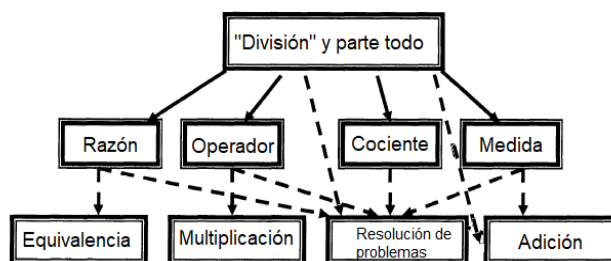 "División" y parte todo
Razón
Operador
Cociente
Medida
Equivalencia
Multiplicación
Resolución de
problemas
Adición